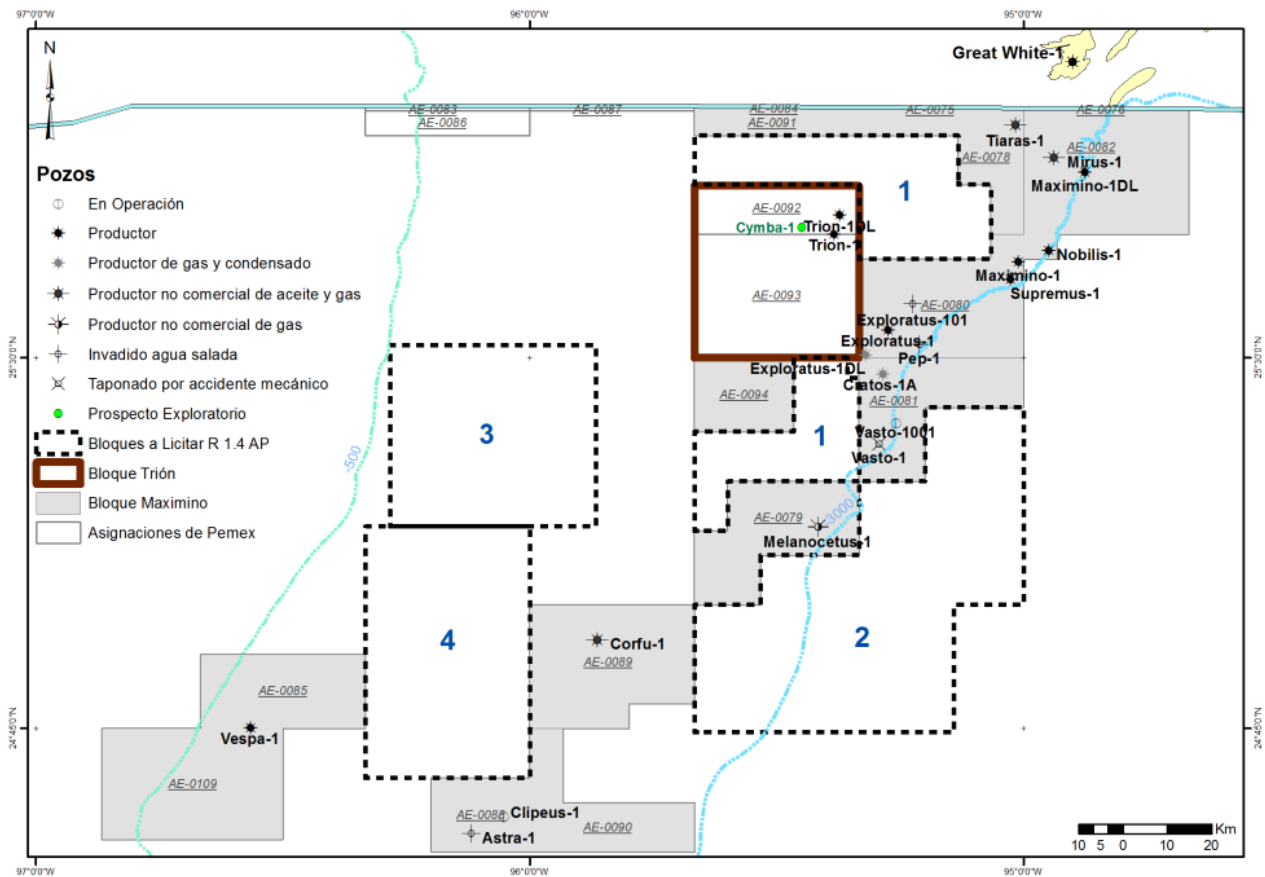 97°0'0"W
96°0'0"W
95°0'0"W
N
Great White-1
AE-0083
AE-0087
AE-0084
AE-0075
AE-0076
AE-0086
AE-0091
Tiaras-1
AE-0078
AE-0082
Mirus-1
Maximino-1DL
Pozos
En Operación
Productor
Productor de gas y condensado
Productor no comercial de aceite y gas
Productor no comercial de gas
Invadido agua salada
Taponado por accidente mecánico
Prospecto Exploratorio
Bloques a Licitar R 1.4 AP
Bloque Trión
Bloque Maximino
Asignaciones de Pemex
1
AE-0092
Cymba-1
Trion-1DL
Trion-1
Nobilis-1
Maximino-1
Supremus-1
AE-0093
AE-0080
Exploratus-101
Exploratus-1
Pep-1
25°30'0"N
25°30'0"N
Exploratus-1DL
Cratos-1A
AE-0094
AE-0081
3
1
Vasto-1001
Vasto-1
-500
-3000
AE-0079
Melanocetus-1
4
Corfu-1
AE-0089
2
AE-0085
Vespa-1
24°45'0"N
24°45'0"N
AE-0109
AE-0088
Clipeus-1
AE-0090
Astra-1
Km
10 5 0 10 20
97°0'0"W
96°0'0"W
95°0'0"W